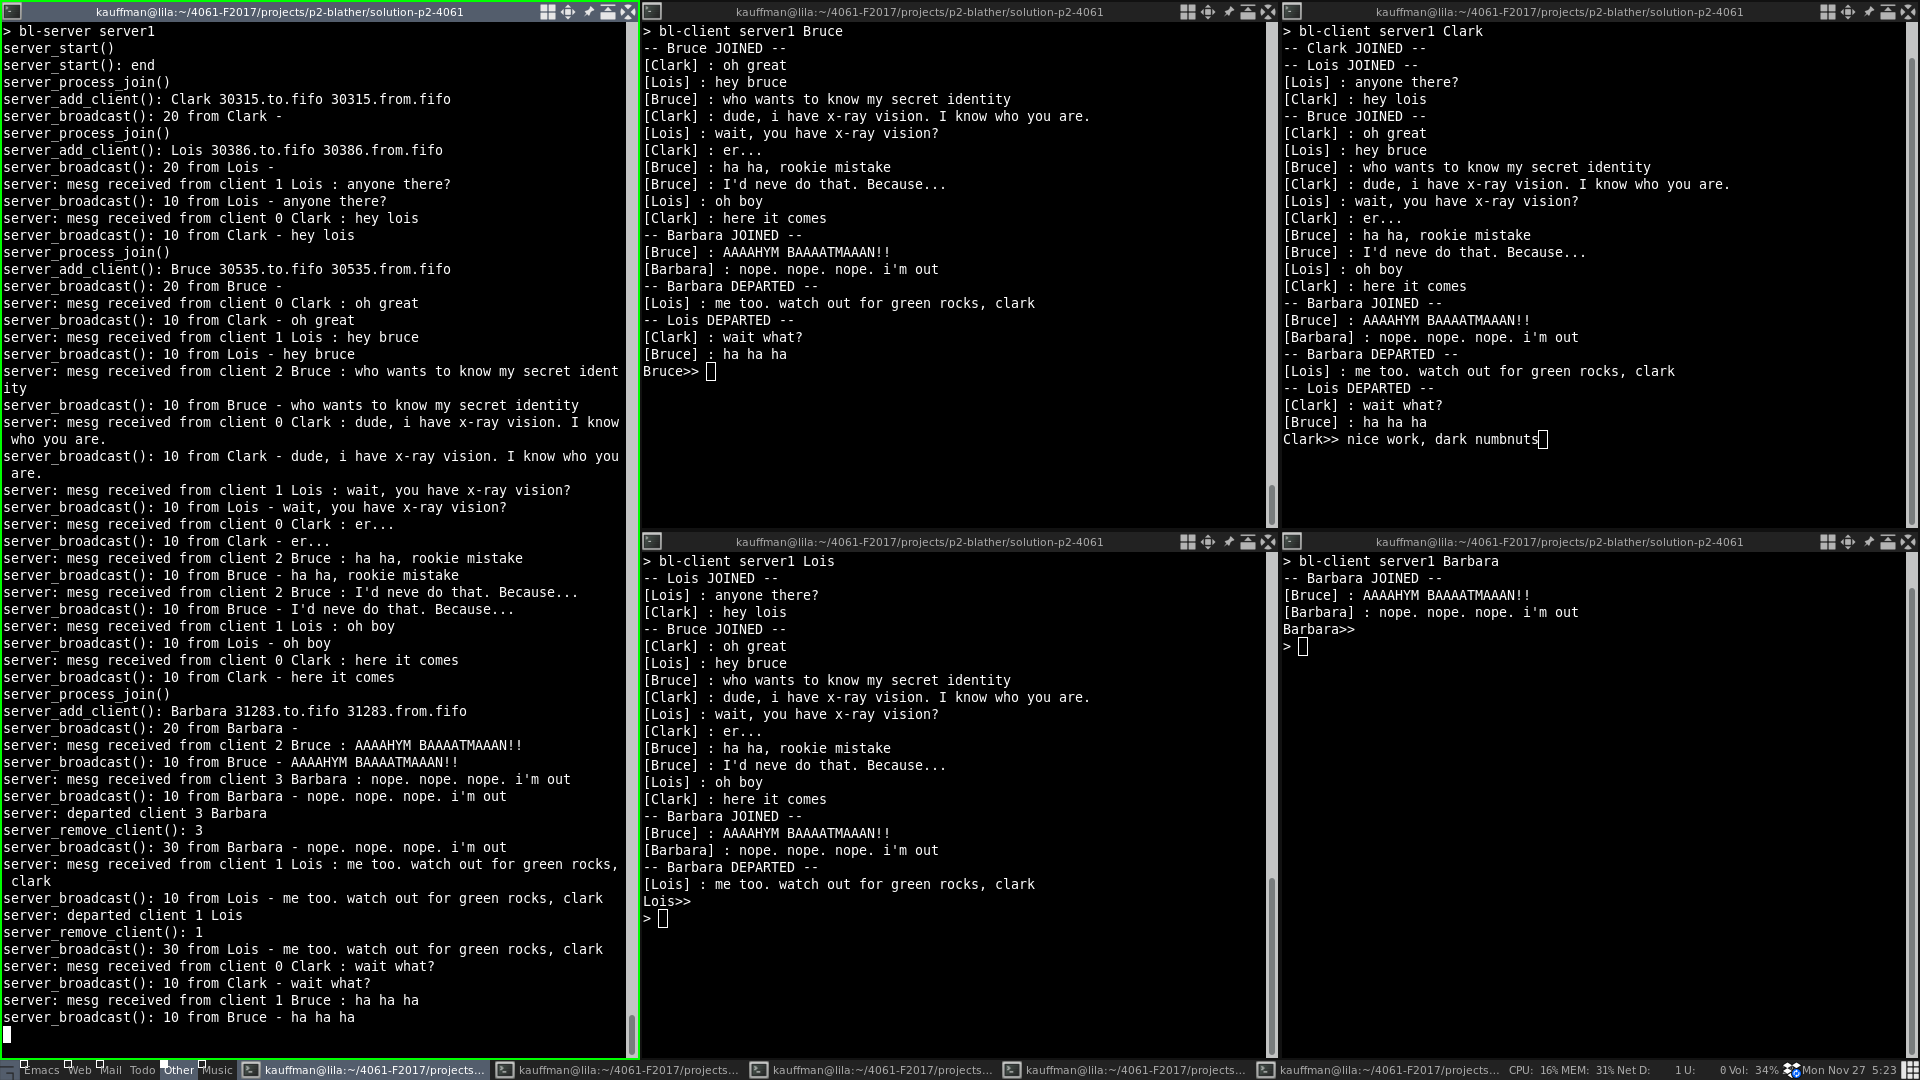 kauffman@lila:~/4061-F2017/projects/p2-blather/solution-p2-4061
> bl-server server1
server_start()
server_start(): end
server_process_join()
server_add_client(): Clark 30315.to.fifo 30315.from.fifo
server_broadcast(): 20 from Clark -
server_process_join()
server_add_client(): Lois 30386.to.fifo 30386.from.fifo
server_broadcast(): 20 from Lois -
server: mesg received from client 1 Lois : anyone there?
server_broadcast(): 10 from Lois - anyone there?
server: mesg received from client 0 Clark : hey lois
server_broadcast(): 10 from Clark - hey lois
server_process_join()
server_add_client(): Bruce 30535.to.fifo 30535.from.fifo
server_broadcast(): 20 from Bruce -
server: mesg received from client 0 Clark : oh great
server_broadcast(): 10 from Clark - oh great
server: mesg received from client 1 Lois : hey bruce
server_broadcast(): 10 from Lois - hey bruce
server: mesg received from client 2 Bruce : who wants to know my secret ident
ity
server_broadcast(): 10 from Bruce - who wants to know my secret identity
server: mesg received from client 0 Clark : dude, i have x-ray vision. I know
 who you are.
server_broadcast(): 10 from Clark - dude, i have x-ray vision. I know who you
 are.
server: mesg received from client 1 Lois : wait, you have x-ray vision?
server_broadcast(): 10 from Lois - wait, you have x-ray vision?
server: mesg received from client 0 Clark : er...
server_broadcast(): 10 from Clark - er...
server: mesg received from client 2 Bruce : ha ha, rookie mistake
server_broadcast(): 10 from Bruce - ha ha, rookie mistake
server: mesg received from client 2 Bruce : I'd neve do that. Because...
server_broadcast(): 10 from Bruce - I'd neve do that. Because...
server: mesg received from client 1 Lois : oh boy
server_broadcast(): 10 from Lois - oh boy
server: mesg received from client 0 Clark : here it comes
server_broadcast(): 10 from Clark - here it comes
server_process_join()
server_add_client(): Barbara 31283.to.fifo 31283.from.fifo
server_broadcast(): 20 from Barbara -
server: mesg received from client 2 Bruce : AAAAHYM BAAAATMAAAN!!
server_broadcast(): 10 from Bruce - AAAAHYM BAAAATMAAAN!!
server: mesg received from client 3 Barbara : nope. nope. nope. i'm out
server_broadcast(): 10 from Barbara - nope. nope. nope. i'm out
server: departed client 3 Barbara
server_remove_client(): 3
server_broadcast(): 30 from Barbara - nope. nope. nope. i'm out
server: mesg received from client 1 Lois : me too. watch out for green rocks,
 clark
server_broadcast(): 10 from Lois - me too. watch out for green rocks, clark
server: departed client 1 Lois
server_remove_client(): 1
server_broadcast(): 30 from Lois - me too. watch out for green rocks, clark
server: mesg received from client 0 Clark : wait what?
server_broadcast(): 10 from Clark - wait what?
server: mesg received from client 1 Bruce : ha ha ha
server_broadcast(): 10 from Bruce - ha ha ha
kauffman@lila:~/4061-F2017/projects/p2-blather/solution-p2-4061
> bl-client server1 Bruce
-- Bruce JOINED --
[Clark] : oh great
[Lois] : hey bruce
[Bruce] : who wants to know my secret identity
[Clark] : dude, i have x-ray vision. I know who you are.
[Lois] : wait, you have x-ray vision?
[Clark] : er...
[Bruce] : ha ha, rookie mistake
[Bruce] : I'd neve do that. Because...
[Lois] : oh boy
[Clark] : here it comes
-- Barbara JOINED --
[Bruce] : AAAAHYM BAAAATMAAAN!!
[Barbara] : nope. nope. nope. i'm out
-- Barbara DEPARTED --
[Lois] : me too. watch out for green rocks, clark
-- Lois DEPARTED --
[Clark] : wait what?
[Bruce] : ha ha ha
Bruce>>
kauffman@lila:~/4061-F2017/projects/p2-blather/solution-p2-4061
> bl-client server1 Clark
-- Clark JOINED --
-- Lois JOINED --
[Lois] : anyone there?
[Clark] : hey lois
-- Bruce JOINED --
[Clark] : oh great
[Lois] : hey bruce
[Bruce] : who wants to know my secret identity
[Clark] : dude, i have x-ray vision. I know who you are.
[Lois] : wait, you have x-ray vision?
[Clark] : er...
[Bruce] : ha ha, rookie mistake
[Bruce] : I'd neve do that. Because...
[Lois] : oh boy
[Clark] : here it comes
-- Barbara JOINED --
[Bruce] : AAAAHYM BAAAATMAAAN!!
[Barbara] : nope. nope. nope. i'm out
-- Barbara DEPARTED --
[Lois] : me too. watch out for green rocks, clark
-- Lois DEPARTED --
[Clark] : wait what?
[Bruce] : ha ha ha
Clark>> nice work, dark numbnuts
kauffman@lila:~/4061-F2017/projects/p2-blather/solution-p2-4061
> bl-client server1 Lois
-- Lois JOINED --
[Lois] : anyone there?
[Clark] : hey lois
-- Bruce JOINED --
[Clark] : oh great
[Lois] : hey bruce
[Bruce] : who wants to know my secret identity
[Clark] : dude, i have x-ray vision. I know who you are.
[Lois] : wait, you have x-ray vision?
[Clark] : er...
[Bruce] : ha ha, rookie mistake
[Bruce] : I'd neve do that. Because...
[Lois] : oh boy
[Clark] : here it comes
-- Barbara JOINED --
[Bruce] : AAAAHYM BAAAATMAAAN!!
[Barbara] : nope. nope. nope. i'm out
-- Barbara DEPARTED --
[Lois] : me too. watch out for green rocks, clark
Lois>>
>
kauffman@lila:~/4061-F2017/projects/p2-blather/solution-p2-4061
> bl-client server1 Barbara
-- Barbara JOINED --
[Bruce] : AAAAHYM BAAAATMAAAN!!
[Barbara] : nope. nope. nope. i'm out
Barbara>>
>
Emacs Web Mail Todo Other Music kauffman@lila:~/4061-F2017/projects... kauffman@lila:~/4061-F2017/projects... kauffman@lila:~/4061-F2017/projects... kauffman@lila:~/4061-F2017/projects... kauffman@lila:~/4061-F2017/projects... CPU: 16% MEM: 31% Net D: 1 U: 0 Vol: 34% Mon Nov 27 5:23